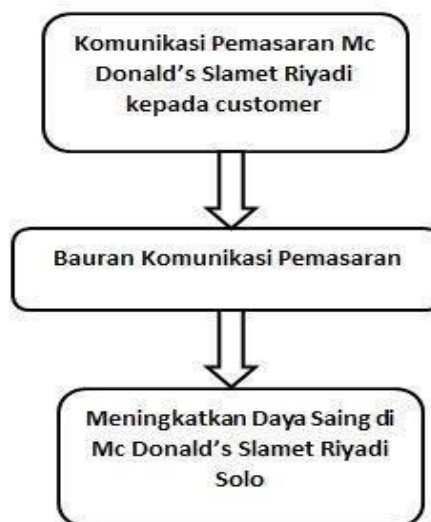 Komunikasi Pemasaran Mc
Donald's Slamet Riyadi
kepada customer
Bauran Komunikasi Pemasaran
Meningkatkan Daya Saing di
Mc Donald's Slamet Riyadi
Solo